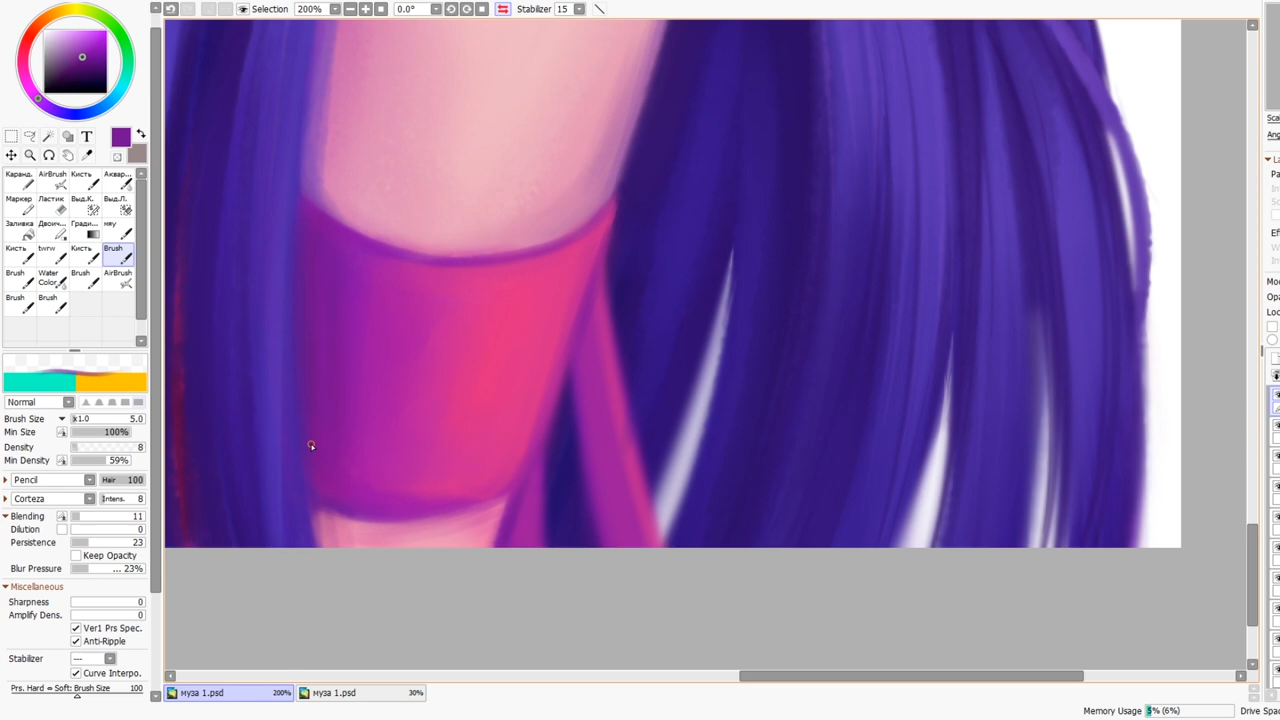 Selection 200% 0.0° Stabilizer 15
T
Каранд. AirBrush Кисть Аквар...
Маркер Ластик Выд.К. Выд.Л.
Заливка Двоич... Гради... мяу
Кисть twrw Кисть Brush
Brush Water Color Brush AirBrush
Brush Brush
Normal
Brush Size x1.0 5.0
Min Size 100%
Density 8
Min Density 59%
Pencil Hair 100
Corteza Intens. 8
Blending 11
Dilution 0
Persistence 23
Keep Opacity
Blur Pressure ... 23%
Miscellaneous
Sharpness 0
Amplify Dens. 0
Ver1 Prs Spec.
Anti-Ripple
Stabilizer ---
Curve Interpo.
Prs. Hard ⇔ Soft: Brush Size 100
муза 1.psd 200% муза 1.psd 30%
Memory Usage 5% (6%) Drive Spac